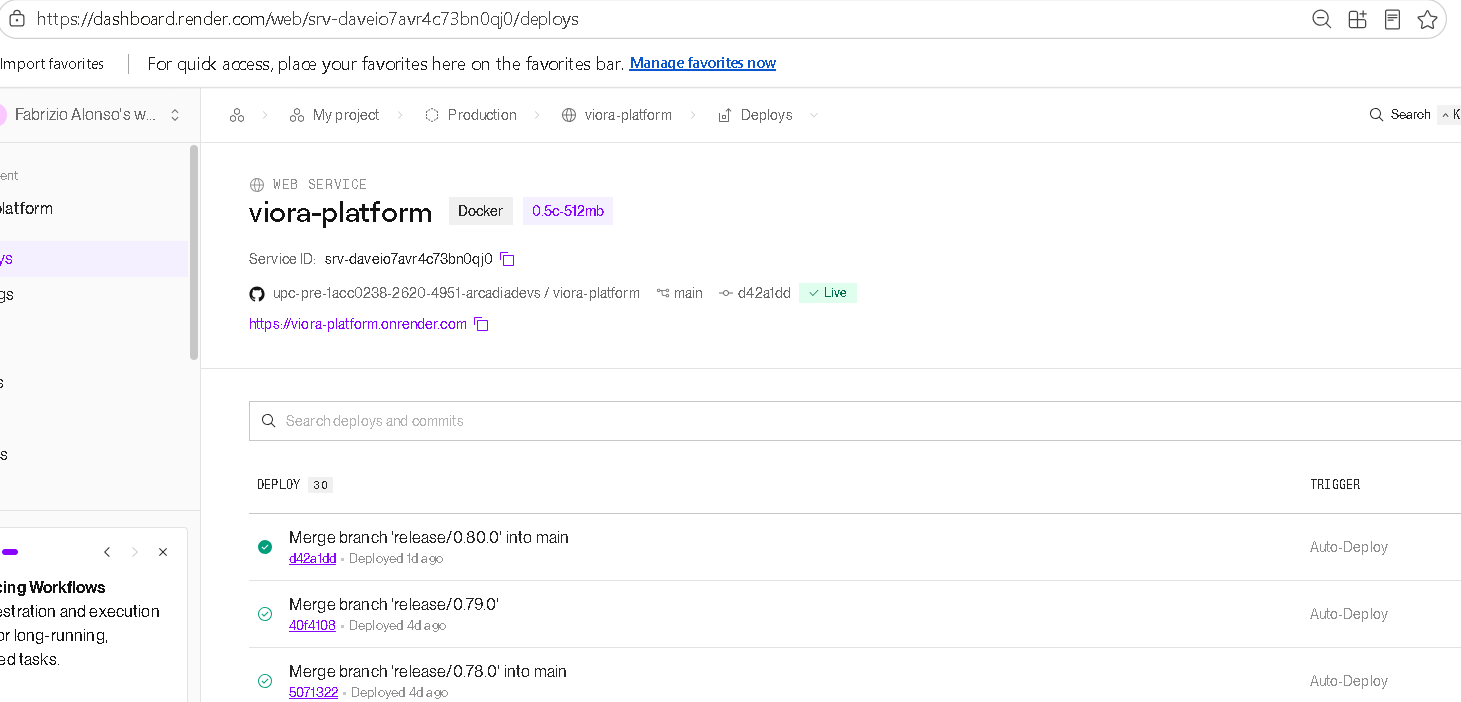 https://dashboard.render.com/web/srv-daveio7avr4c73bn0qj0/deploys
Import favorites
For quick access, place your favorites here on the favorites bar. Manage favorites now
Fabrizio Alonso's w...
My project
Production
viora-platform
Deploys
Search
K
ent
latform
ys
gs
s
s
WEB SERVICE
viora-platform
Docker
0.5c-512mb
Service ID: srv-daveio7avr4c73bn0qj0
upc-pre-1acc0238-2620-4951-arcadiadevs / viora-platform
main
d42a1dd
Live
https://viora-platform.onrender.com
Search deploys and commits
DEPLOY 30
TRIGGER
Merge branch 'release/0.80.0' into main
d42a1dd • Deployed 1d ago
Auto-Deploy
Merge branch 'release/0.79.0'
40f4108 • Deployed 4d ago
Auto-Deploy
Merge branch 'release/0.78.0' into main
5071322 • Deployed 4d ago
Auto-Deploy
cing Workflows
estration and execution
or long-running,
ed tasks.